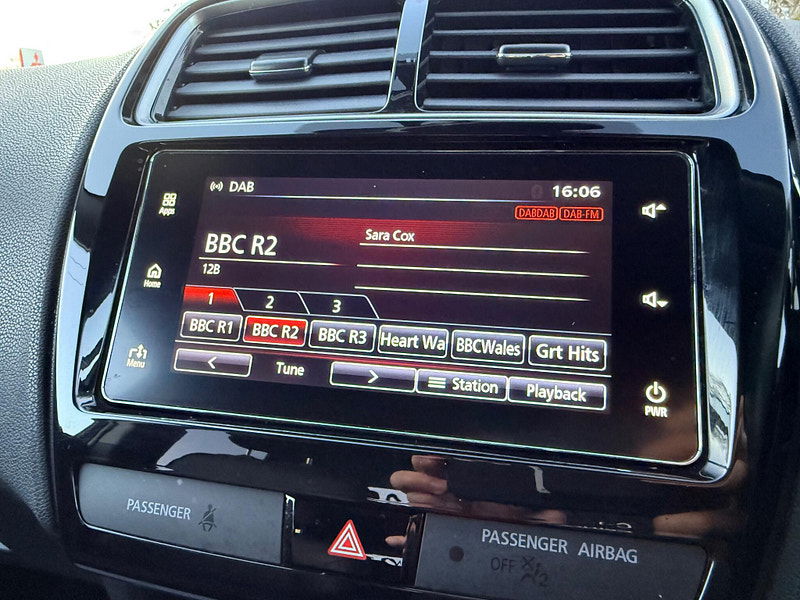 DAB
16:06
DABDAB DAB-FM
Apps
BBC R2
Sara Cox
12B
Home
1 2 3
BBC R1 BBC R2 BBC R3 Heart Wa BBCWales Grt Hits
Menu
< Tune > Station Playback
PWR
PASSENGER
PASSENGER AIRBAG
OFF 2